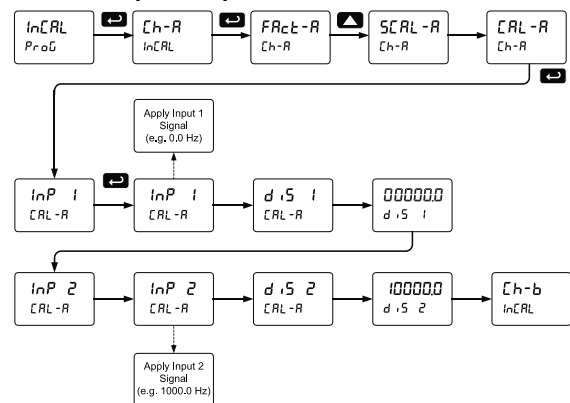 InCAL
ProG
Ch-A
InCAL
FAct-A
Ch-A
SCAL-A
Ch-A
CAL-A
Ch-A
Apply Input 1
Signal
(e.g. 0.0 Hz)
InP 1
CAL-A
InP 1
CAL-A
diS 1
CAL-A
00000.0
diS 1
InP 2
CAL-A
InP 2
CAL-A
diS 2
CAL-A
10000.0
diS 2
Ch-b
InCAL
Apply Input 2
Signal
(e.g. 1000.0 Hz)